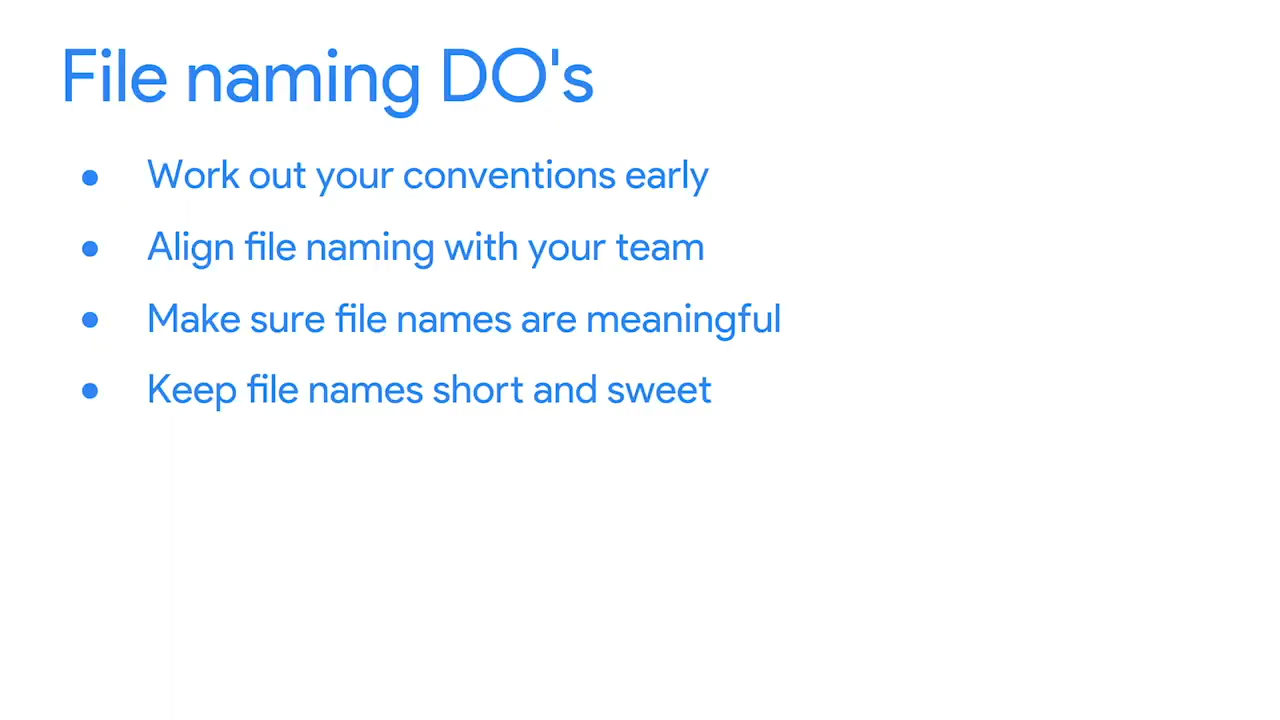 File naming DO's
● Work out your conventions early
● Align file naming with your team
● Make sure file names are meaningful
● Keep file names short and sweet